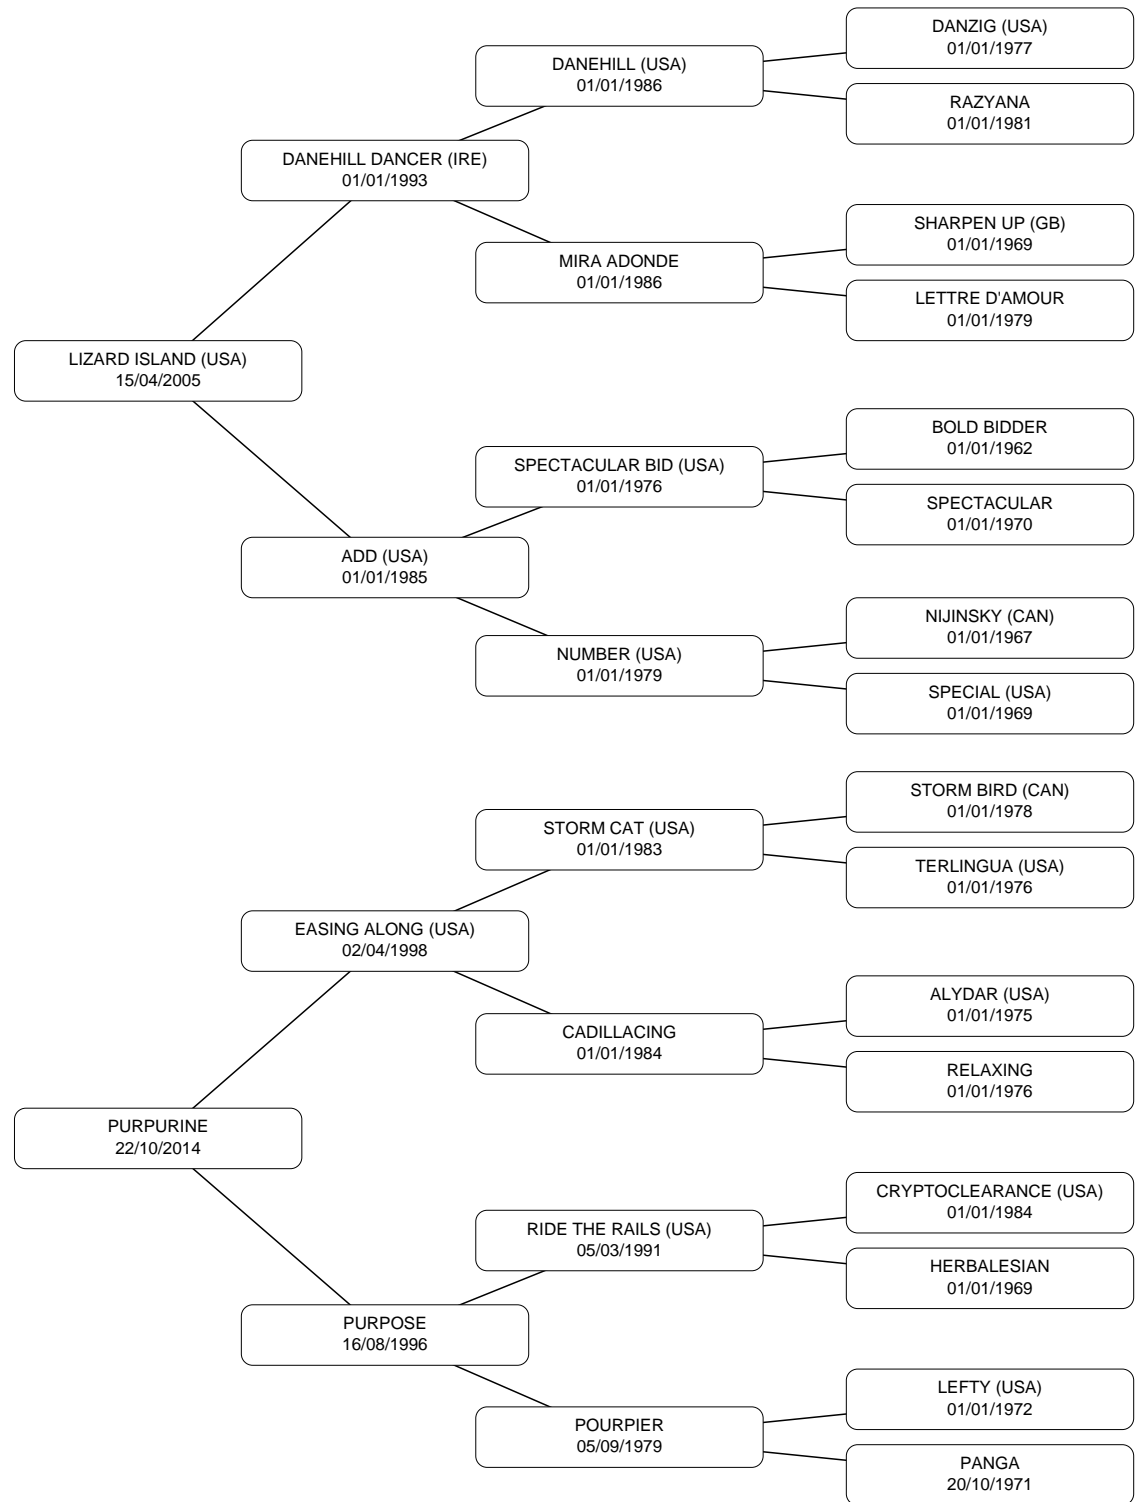 DANZIG (USA)
01/01/1977
DANEHILL (USA)
01/01/1986
RAZYANA
01/01/1981
DANEHILL DANCER (IRE)
01/01/1993
SHARPEN UP (GB)
01/01/1969
MIRA ADONDE
01/01/1986
LETTRE D'AMOUR
01/01/1979
LIZARD ISLAND (USA)
15/04/2005
BOLD BIDDER
01/01/1962
SPECTACULAR BID (USA)
01/01/1976
SPECTACULAR
01/01/1970
ADD (USA)
01/01/1985
NIJINSKY (CAN)
01/01/1967
NUMBER (USA)
01/01/1979
SPECIAL (USA)
01/01/1969
STORM BIRD (CAN)
01/01/1978
STORM CAT (USA)
01/01/1983
TERLINGUA (USA)
01/01/1976
EASING ALONG (USA)
02/04/1998
ALYDAR (USA)
01/01/1975
CADILLACING
01/01/1984
RELAXING
01/01/1976
PURPURINE
22/10/2014
CRYPTOCLEARANCE (USA)
01/01/1984
RIDE THE RAILS (USA)
05/03/1991
HERBALESIAN
01/01/1969
PURPOSE
16/08/1996
LEFTY (USA)
01/01/1972
POURPIER
05/09/1979
PANGA
20/10/1971